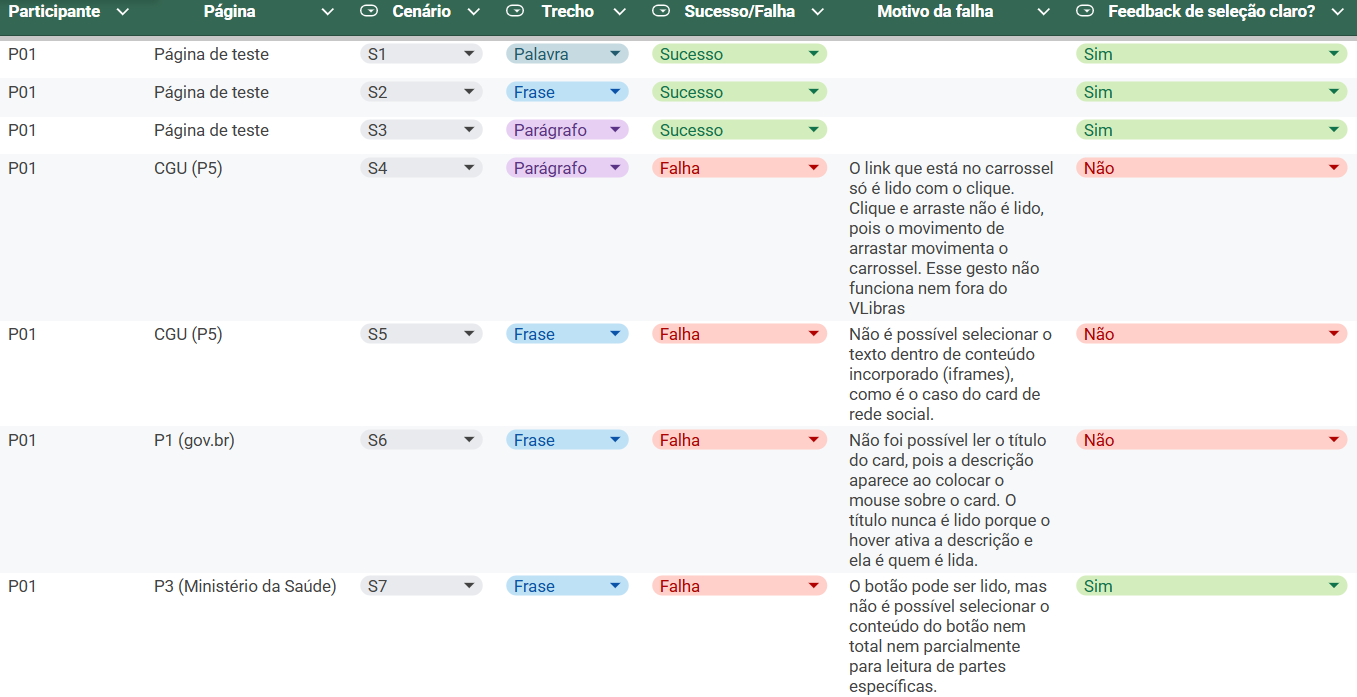 Participante Página Cenário Trecho Sucesso/Falha Motivo da falha Feedback de seleção claro?
P01 Página de teste S1 Palavra Sucesso Sim
P01 Página de teste S2 Frase Sucesso Sim
P01 Página de teste S3 Parágrafo Sucesso Sim
P01 CGU (P5) S4 Parágrafo Falha O link que está no carrossel Não
só é lido com o clique.
Clique e arraste não é lido,
pois o movimento de
arrastar movimenta o
carrossel. Esse gesto não
funciona nem fora do
VLibras
P01 CGU (P5) S5 Frase Falha Não é possível selecionar o Não
texto dentro de conteúdo
incorporado (iframes),
como é o caso do card de
rede social.
P01 P1 (gov.br) S6 Frase Falha Não foi possível ler o título Não
do card, pois a descrição
aparece ao colocar o
mouse sobre o card. O
título nunca é lido porque o
hover ativa a descrição e
ela é quem é lida.
P01 P3 (Ministério da Saúde) S7 Frase Falha O botão pode ser lido, mas Sim
não é possível selecionar o
conteúdo do botão nem
total nem parcialmente
para leitura de partes
específicas.